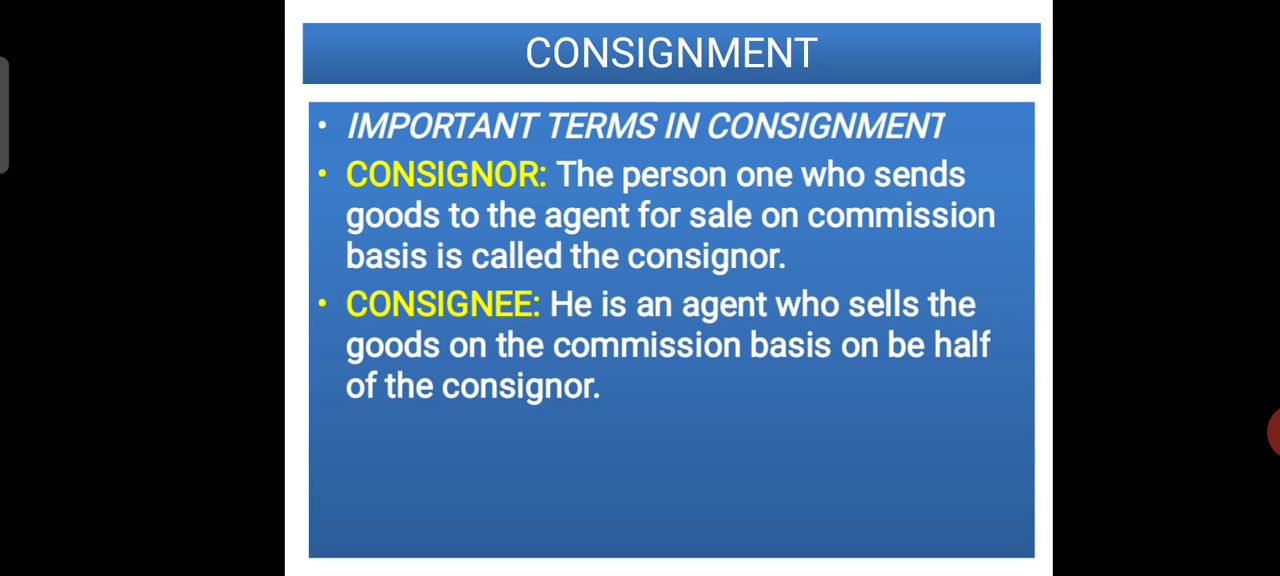 CONSIGNMENT
• IMPORTANT TERMS IN CONSIGNMENT
• CONSIGNOR: The person one who sends
goods to the agent for sale on commission
basis is called the consignor.
• CONSIGNEE: He is an agent who sells the
goods on the commission basis on be half
of the consignor.